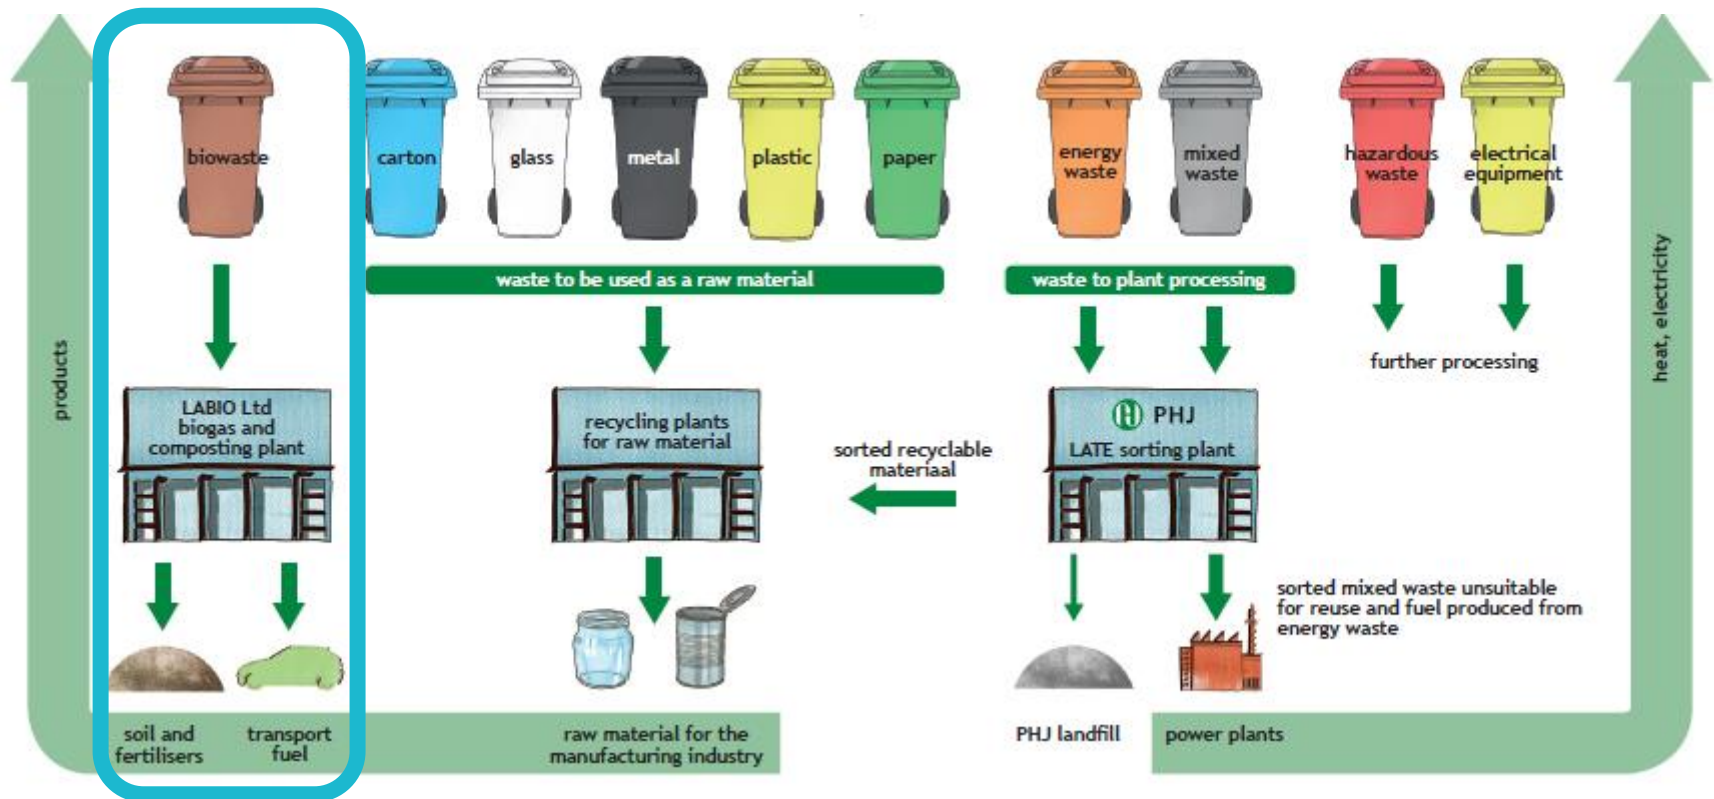 biowaste
carton
glass
metal
plastic
paper
energy
waste
mixed
waste
hazardous
waste
electrical
equipment
waste to be used as a raw material
waste to plant processing
further processing
products
heat, electricity
LABIO Ltd
biogas and
composting plant
recycling plants
for raw material
sorted recyclable
materiaal
PHJ
LATE sorting plant
sorted mixed waste unsuitable
for reuse and fuel produced from
energy waste
soil and
fertilisers
transport
fuel
raw material for the
manufacturing industry
PHJ landfill
power plants